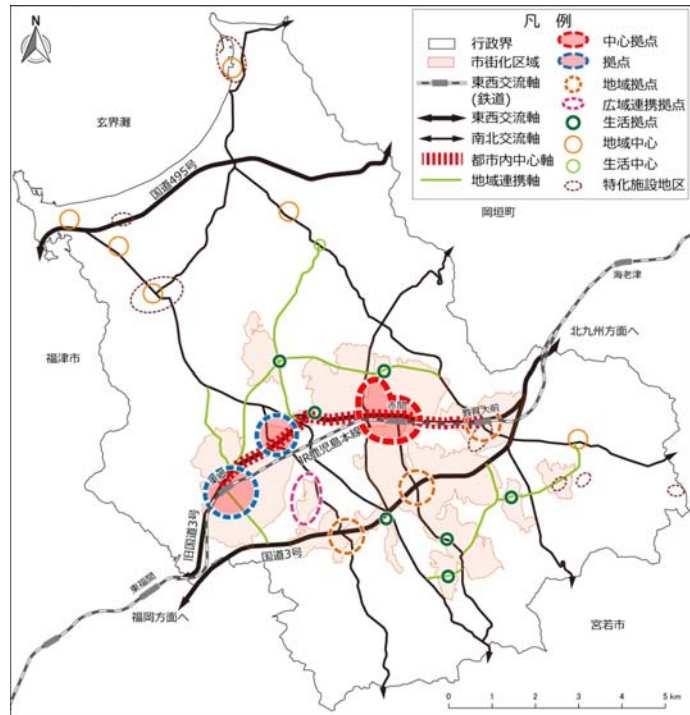 N
凡 例
行政界
市街化区域
東西交流軸
(鉄道)
東西交流軸
南北交流軸
都市内中心軸
地域連携軸
中心拠点
拠点
地域拠点
広域連携拠点
生活拠点
地域中心
生活中心
特化施設地区
玄界灘
国道495号
岡垣町
海老津
北九州方面へ
福津市
赤間
教育大前
JR鹿児島本線
東郷
旧国道3号
国道3号
東福間
福岡方面へ
宮若市
0 1 2 3 4 5 km